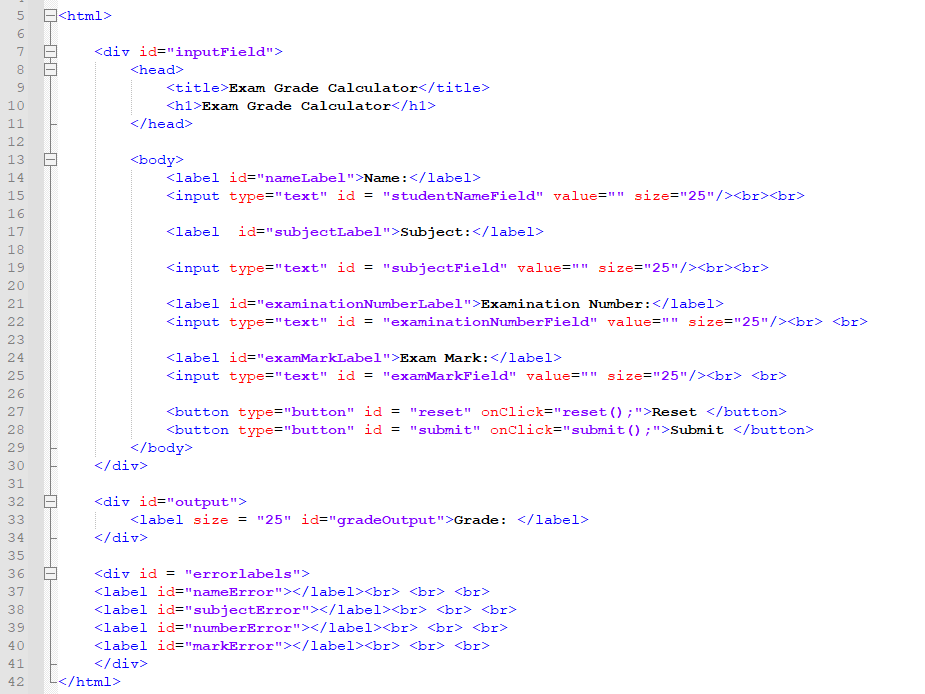 5 <html>
6
7 <div id="inputField">
8 <head>
9 <title>Exam Grade Calculator</title>
10 <h1>Exam Grade Calculator</h1>
11 </head>
12
13 <body>
14 <label id="nameLabel">Name:</label>
15 <input type="text" id = "studentNameField" value="" size="25"/><br><br>
16
17 <label  id="subjectLabel">Subject:</label>
18
19 <input type="text" id = "subjectField" value="" size="25"/><br><br>
20
21 <label id="examinationNumberLabel">Examination Number:</label>
22 <input type="text" id = "examinationNumberField" value="" size="25"/><br> <br>
23
24 <label id="examMarkLabel">Exam Mark:</label>
25 <input type="text" id = "examMarkField" value="" size="25"/><br> <br>
26
27 <button type="button" id = "reset" onClick="reset();">Reset </button>
28 <button type="button" id = "submit" onClick="submit();">Submit </button>
29 </body>
30 </div>
31
32 <div id="output">
33 <label size = "25" id="gradeOutput">Grade: </label>
34 </div>
35
36 <div id = "errorlabels">
37 <label id="nameError"></label><br> <br> <br>
38 <label id="subjectError"></label><br> <br> <br>
39 <label id="numberError"></label><br> <br> <br>
40 <label id="markError"></label><br> <br> <br>
41 </div>
42 </html>